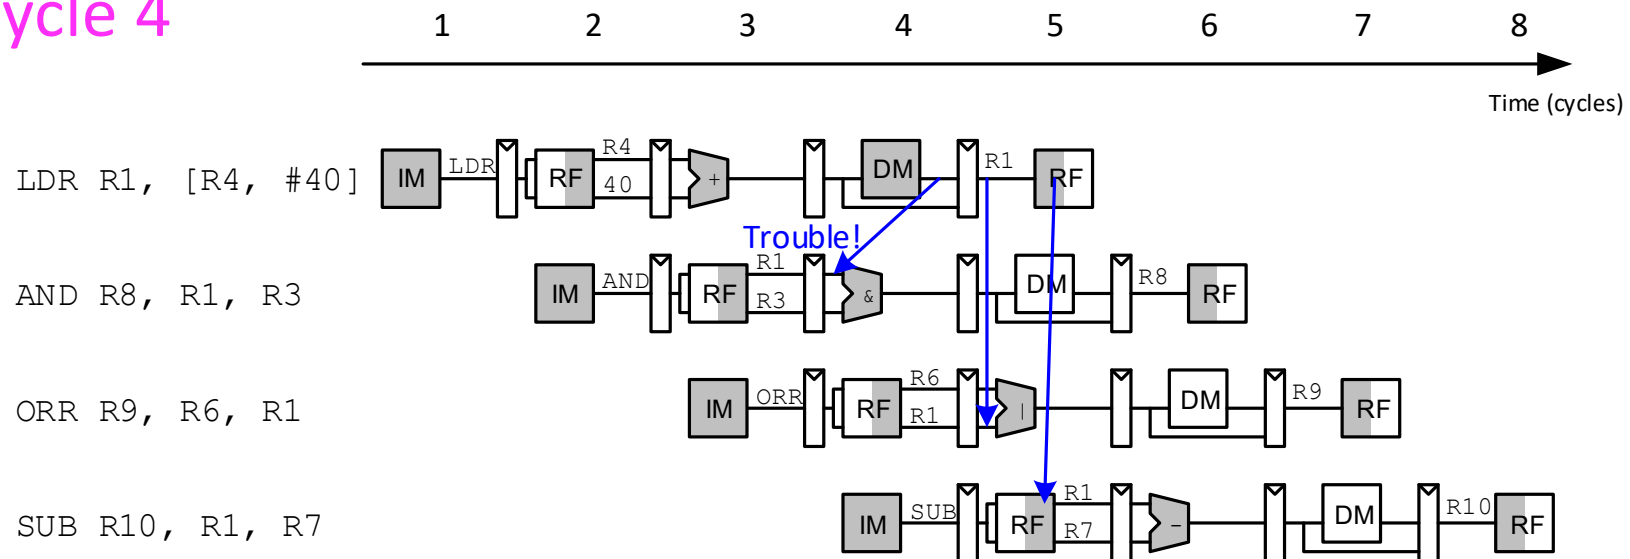 ycle 4
1 2 3 4 5 6 7 8
Time (cycles)
LDR R1, [R4, #40] IM LDR RF R4 40 + DM R1 RF
Trouble!
AND R8, R1, R3 IM AND RF R1 R3 & DM R8 RF
ORR R9, R6, R1 IM ORR RF R6 R1 | DM R9 RF
SUB R10, R1, R7 IM SUB RF R1 R7 - DM R10 RF